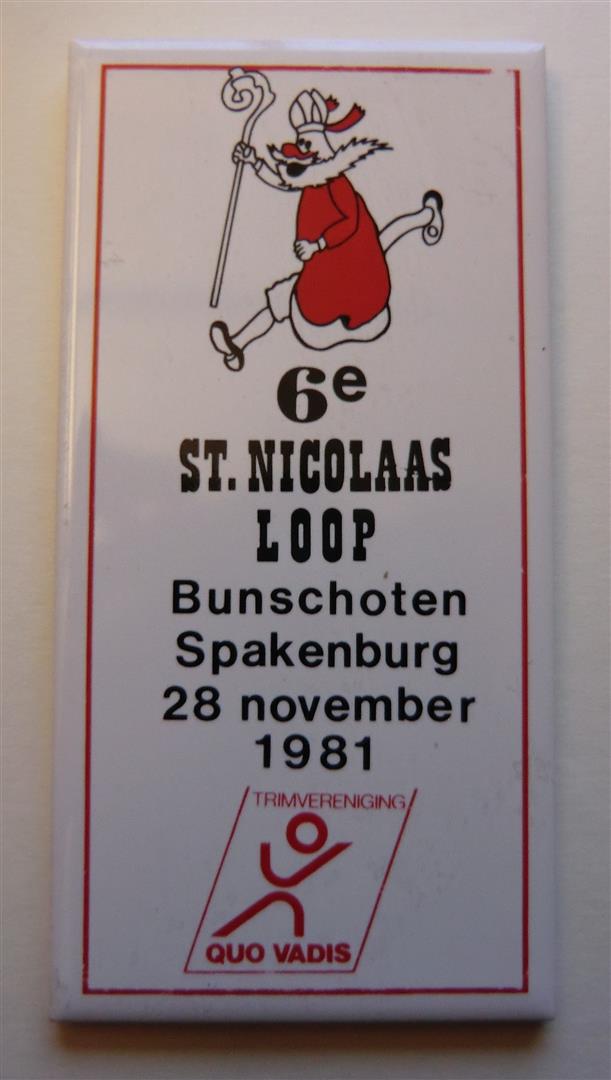 6e
ST. NICOLAAS
LOOP
Bunschoten
Spakenburg
28 november
1981
TRIMVERENIGING
QUO VADIS